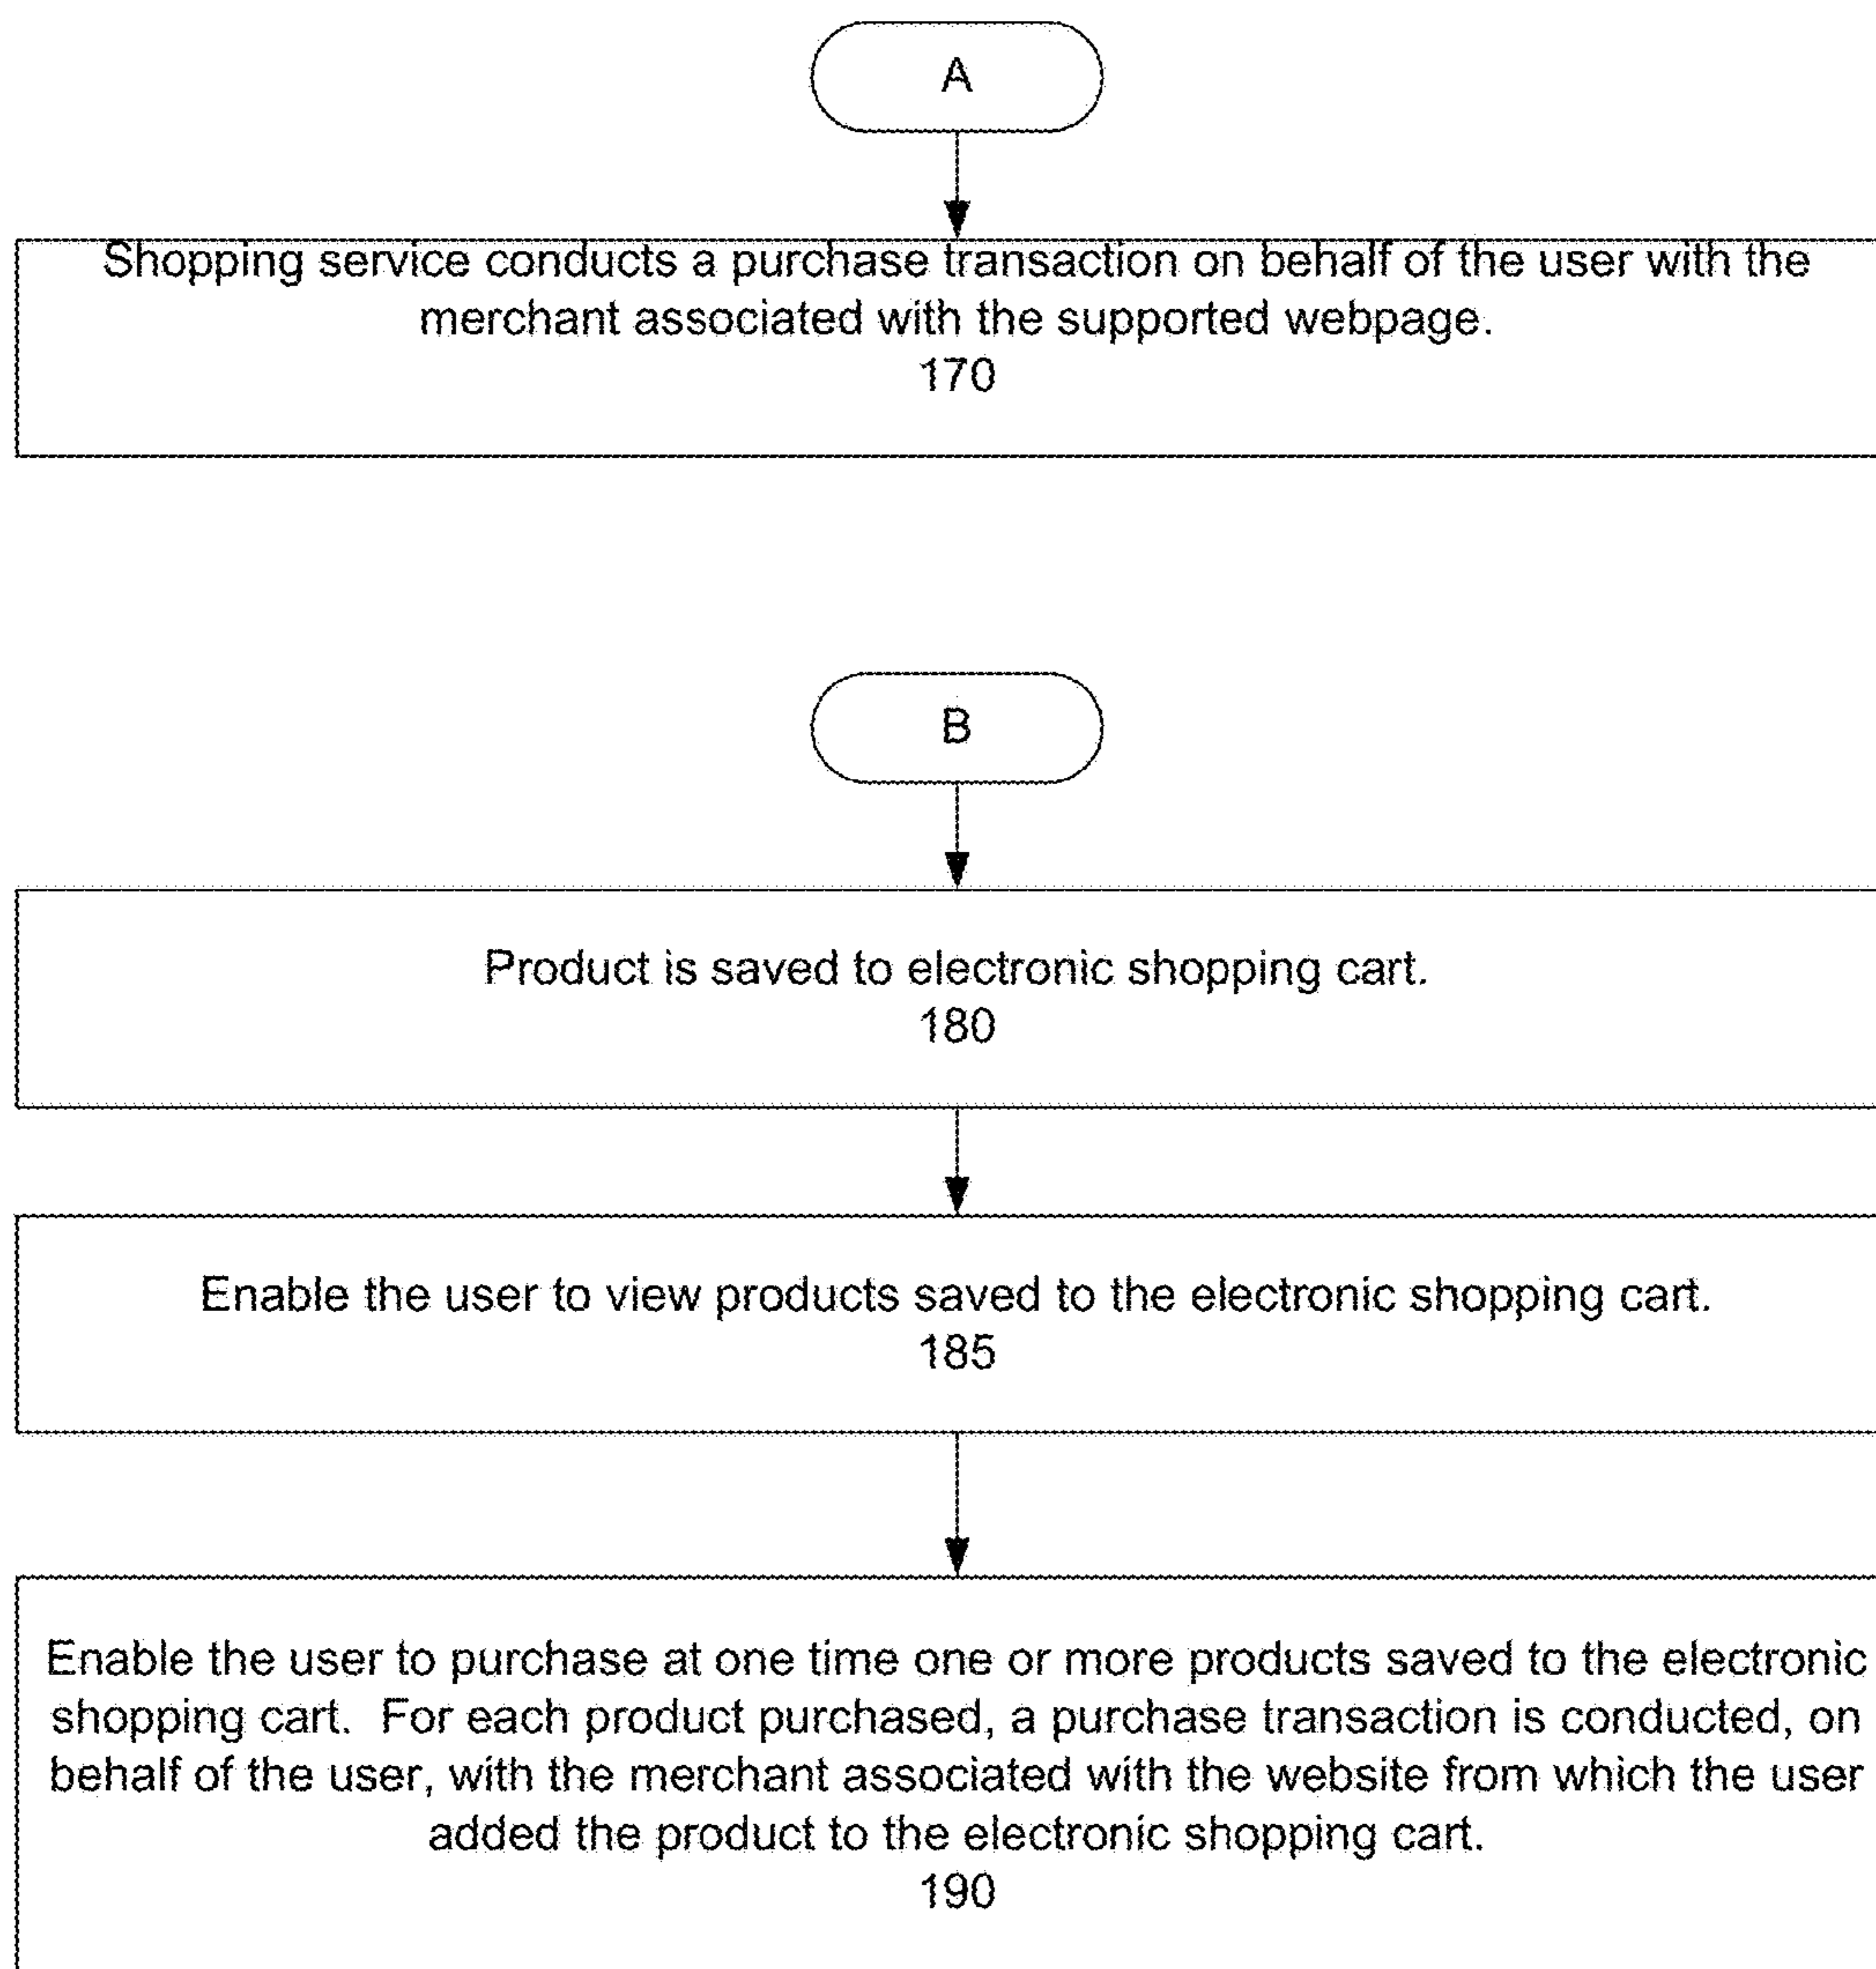 A
Shopping service conducts a purchase transaction on behalf of the user with the
merchant associated with the supported webpage.
170
B
Product is saved to electronic shopping cart.
180
Enable the user to view products saved to the electronic shopping cart.
185
Enable the user to purchase at one time one or more products saved to the electronic
shopping cart.  For each product purchased, a purchase transaction is conducted, on
behalf of the user, with the merchant associated with the website from which the user
added the product to the electronic shopping cart.
190